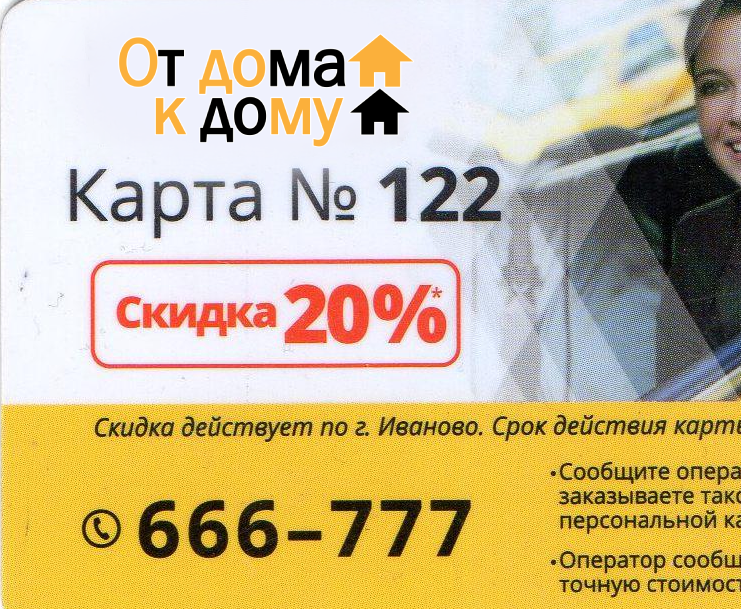 От дома
к дому
Карта № 122
Скидка 20%*
Скидка действует по г. Иваново. Срок действия карты
666-777
•Сообщите опера
заказываете так
персональной ка
•Оператор сообщ
точную стоимост